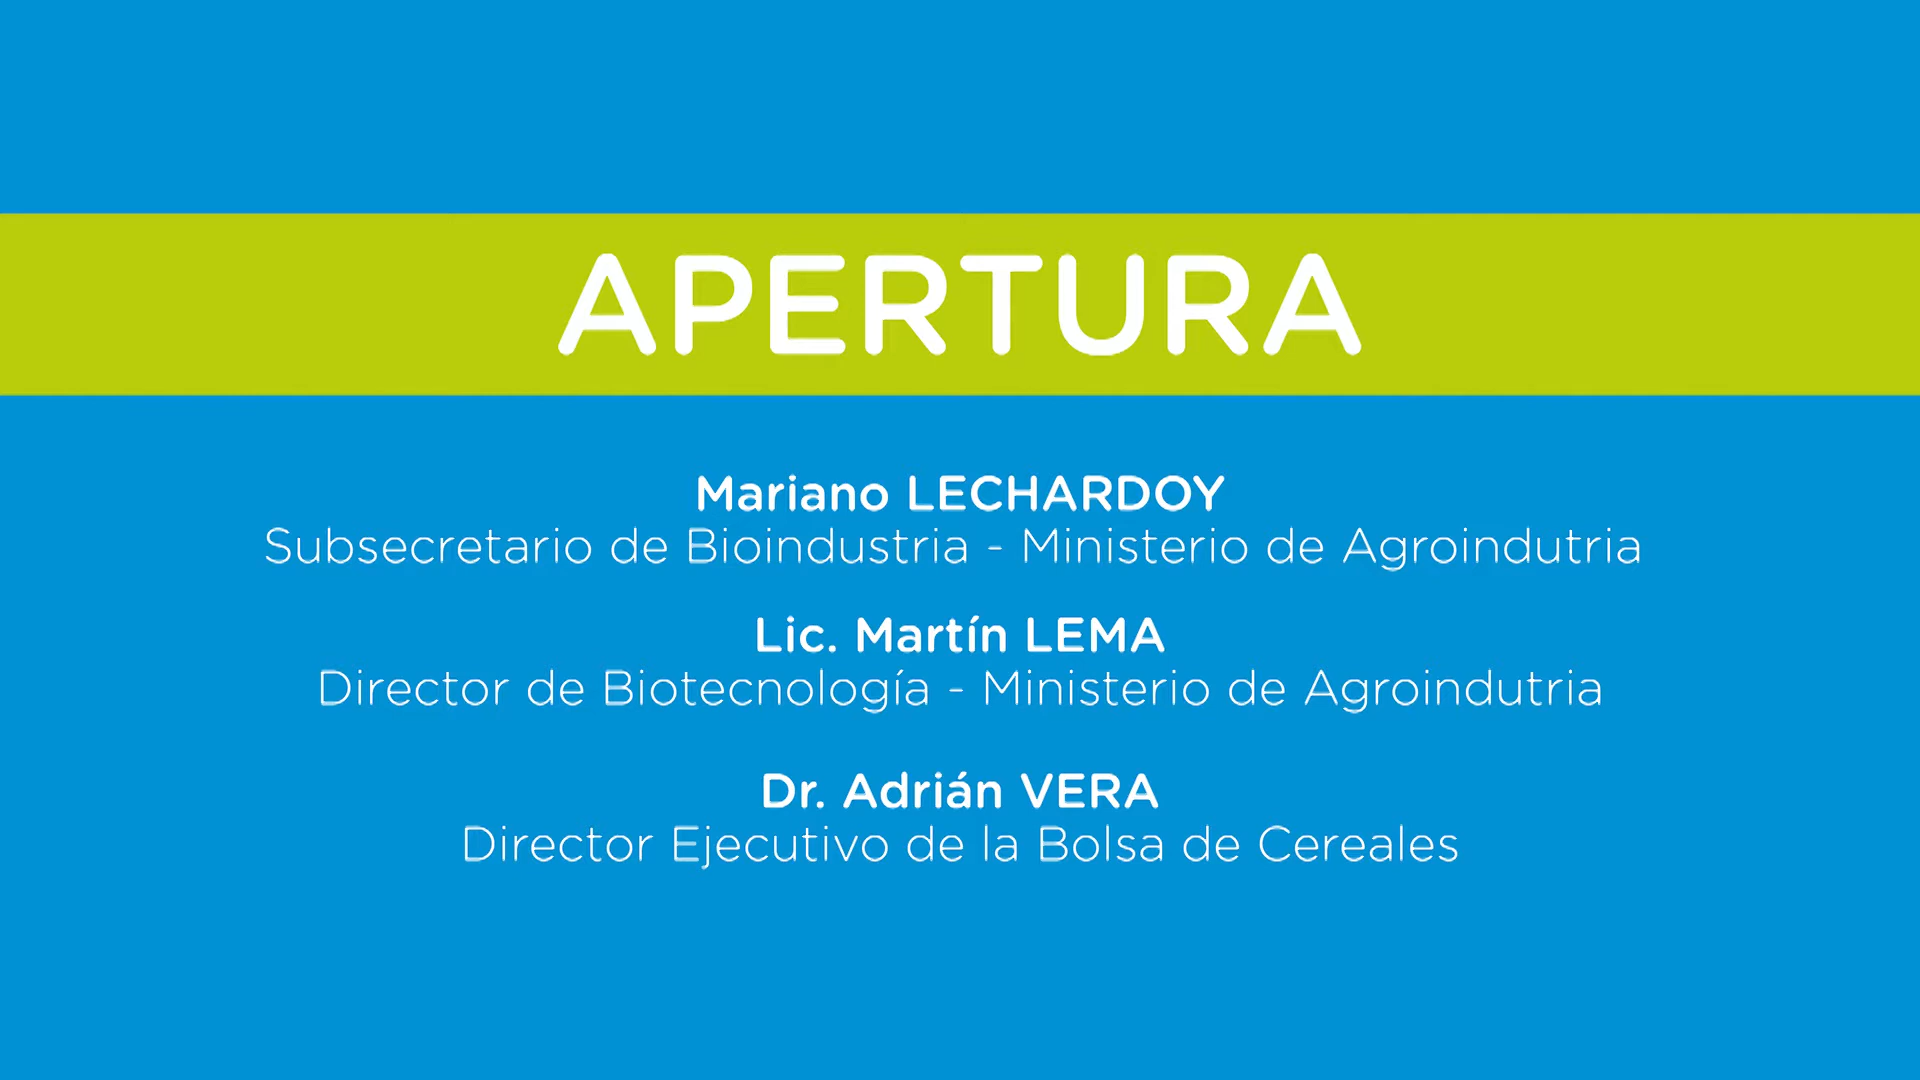 APERTURA
Mariano LECHARDOY
Subsecretario de Bioindustria - Ministerio de Agroindutria
Lic. Martín LEMA
Director de Biotecnología - Ministerio de Agroindutria
Dr. Adrián VERA
Director Ejecutivo de la Bolsa de Cereales